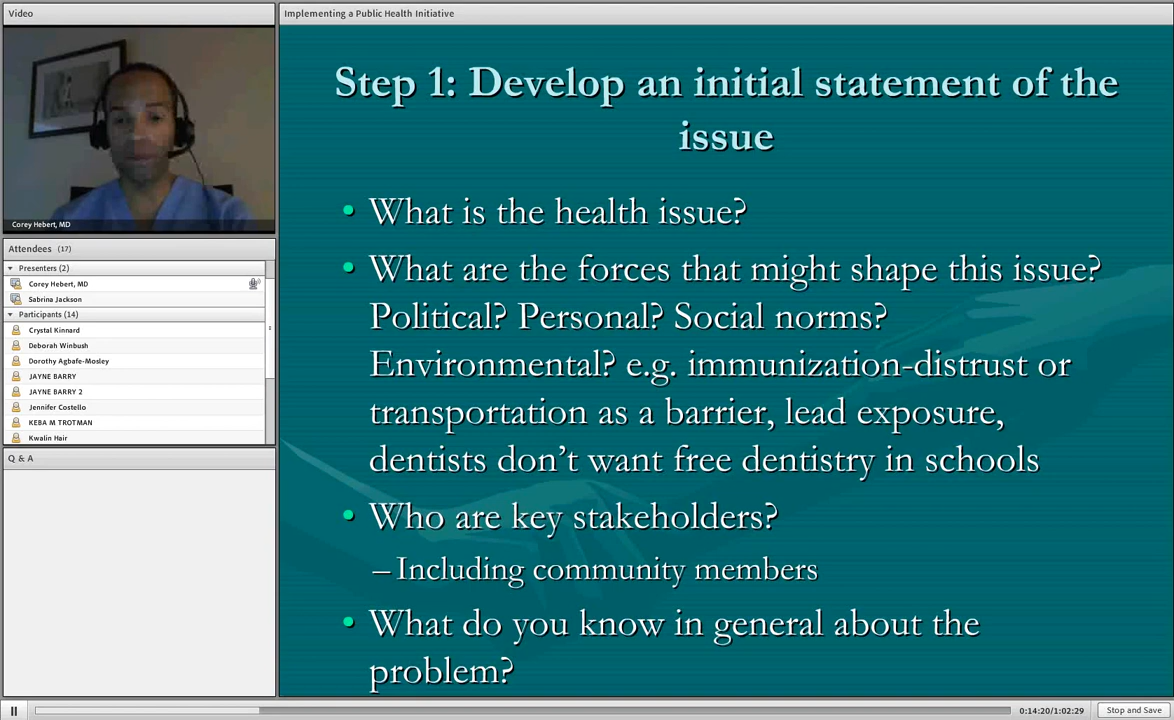 Video
Corey Hebert, MD
Attendees (17)
Presenters (2)
Corey Hebert, MD
Sabrina Jackson
Participants (14)
Crystal Kinnard
Deborah Winbush
Dorothy Agbafe-Mosley
JAYNE BARRY
JAYNE BARRY 2
Jennifer Costello
KEBA M TROTMAN
Kwalin Hair
Q & A
Implementing a Public Health Initiative
Step 1: Develop an initial statement of the
issue
• What is the health issue?
• What are the forces that might shape this issue?
Political? Personal? Social norms?
Environmental? e.g. immunization-distrust or
transportation as a barrier, lead exposure,
dentists don't want free dentistry in schools
• Who are key stakeholders?
– Including community members
• What do you know in general about the
problem?
0:14:20/1:02:29
Stop and Save